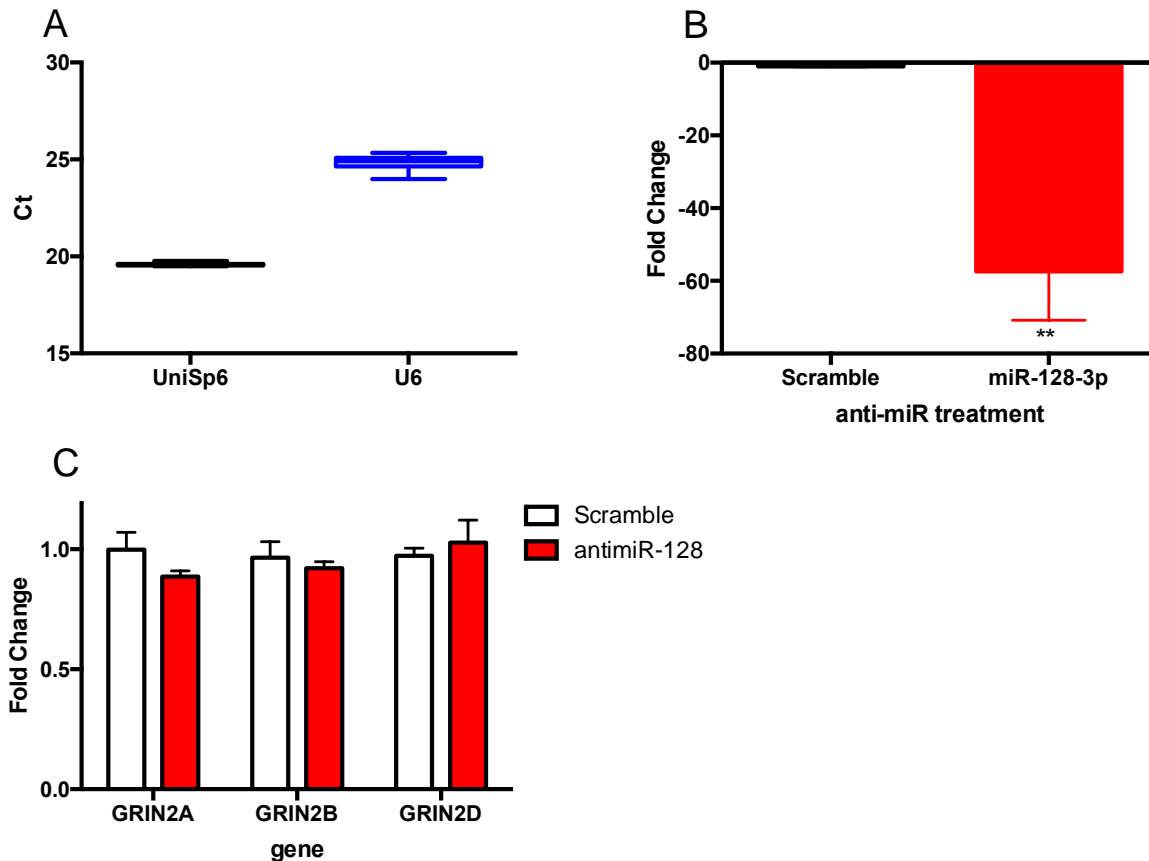 A
30
25
20
15
Ct
UniSp6
U6
B
0
-20
-40
-60
-80
Fold Change
**
Scramble
miR-128-3p
anti-miR treatment
C
1.0
0.5
0.0
Fold Change
GRIN2A
GRIN2B
GRIN2D
gene
Scramble
antimiR-128